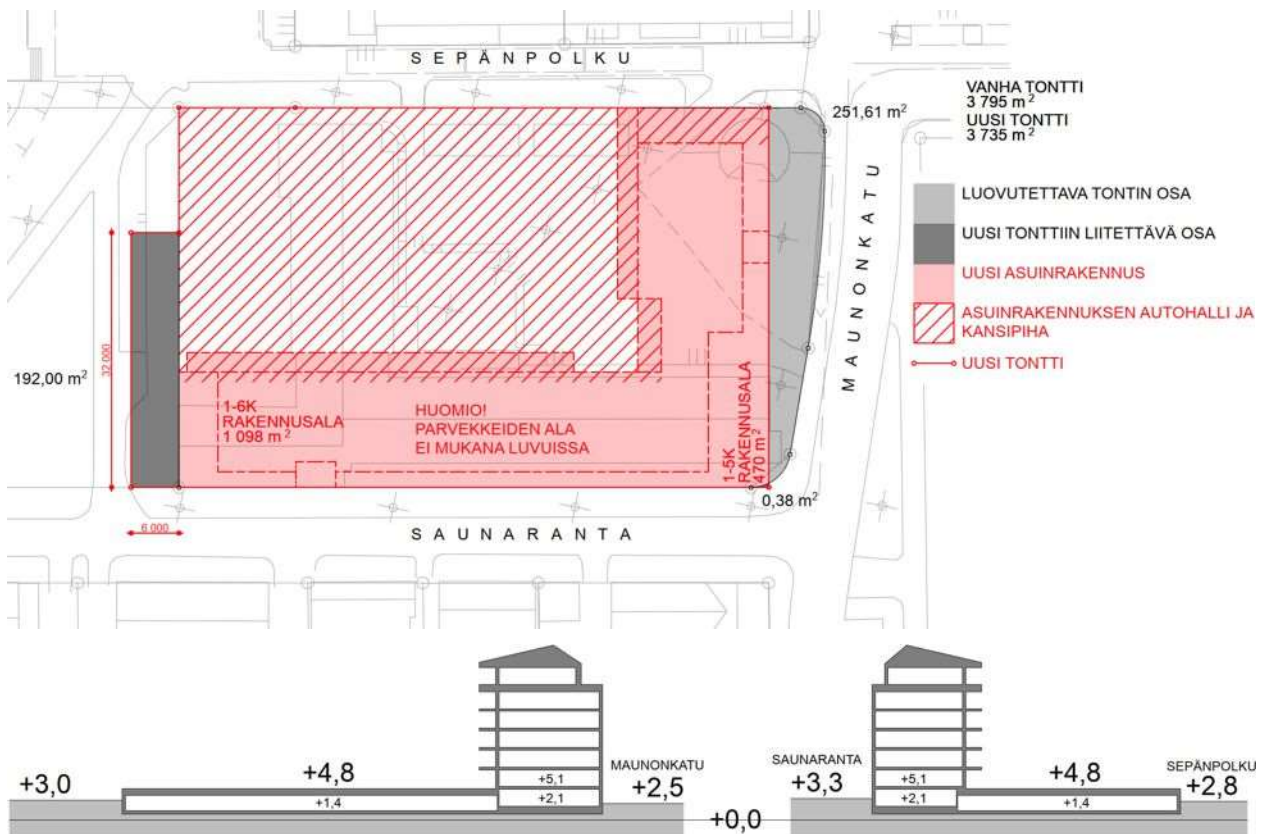 SEPÄNPOLKU
251,61 m²
VANHA TONTTI
3 795 m²
UUSI TONTTI
3 735 m²
LUOVUTETTAVA TONTIN OSA
UUSI TONTTIIN LIITETTÄVÄ OSA
UUSI ASUINRAKENNUS
ASUINRAKENNUKSEN AUTOHALLI JA
KANSIPIHA
UUSI TONTTI
MAUNONKATU
192,00 m²
32 000
1-6K
RAKENNUSALA
1 098 m²
HUOMIO!
PARVEKKEIDEN ALA
EI MUKANA LUVUISSA
1-5K
RAKENNUSALA
470 m²
0,38 m²
6 000
SAUNARANTA
+3,0
+4,8
+1,4
+5,1
+2,1
MAUNONKATU
+2,5
+0,0
SAUNARANTA
+3,3
+5,1
+2,1
+4,8
+1,4
SEPÄNPOLKU
+2,8